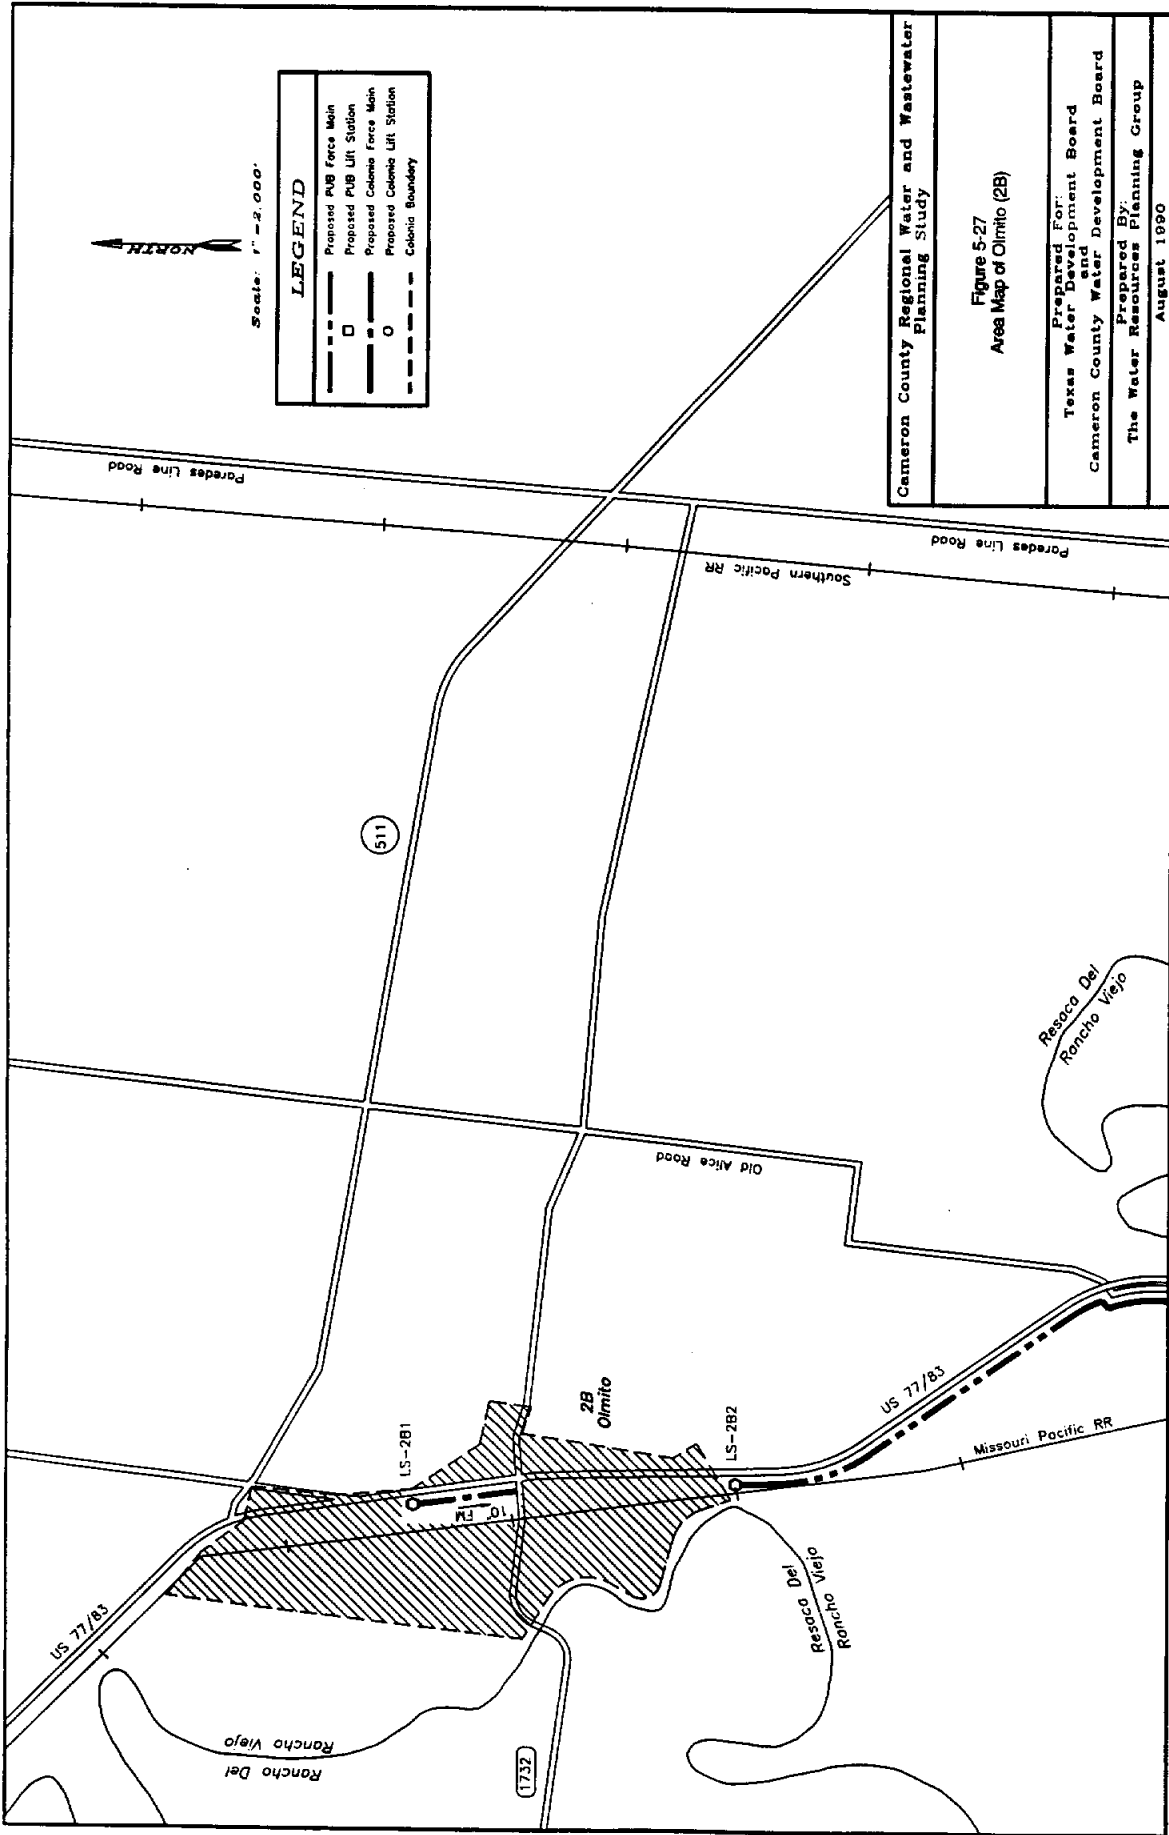 NORTH
Scale: 1" = 2,000'
LEGEND
Proposed PUB Force Main
Proposed PUB Lift Station
Proposed Colonia Force Main
Proposed Colonia Lift Station
Colonia Boundary
Paredes Line Road
Southern Pacific RR
Paredes Line Road
511
Old Alice Road
US 77/83
LS-2B1
10" FM
2B
Olmito
LS-2B2
US 77/83
Missouri Pacific RR
Rancho Del
Rancho Viejo
1732
Resaca Del
Rancho Viejo
Resaca Del
Rancho Viejo
Cameron County Regional Water and Wastewater
Planning Study
Figure 5-27
Area Map of Olmito (2B)
Prepared For:
Texas Water Development Board
and
Cameron County Water Development Board
Prepared By:
The Water Resources Planning Group
August 1990